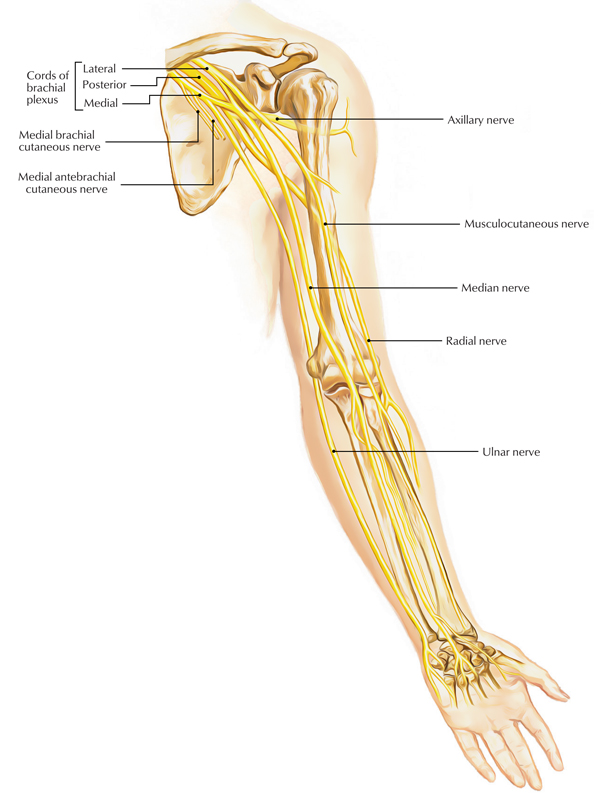 Cords of
brachial
plexus
Lateral
Posterior
Medial
Medial brachial
cutaneous nerve
Medial antebrachial
cutaneous nerve
Axillary nerve
Musculocutaneous nerve
Median nerve
Radial nerve
Ulnar nerve